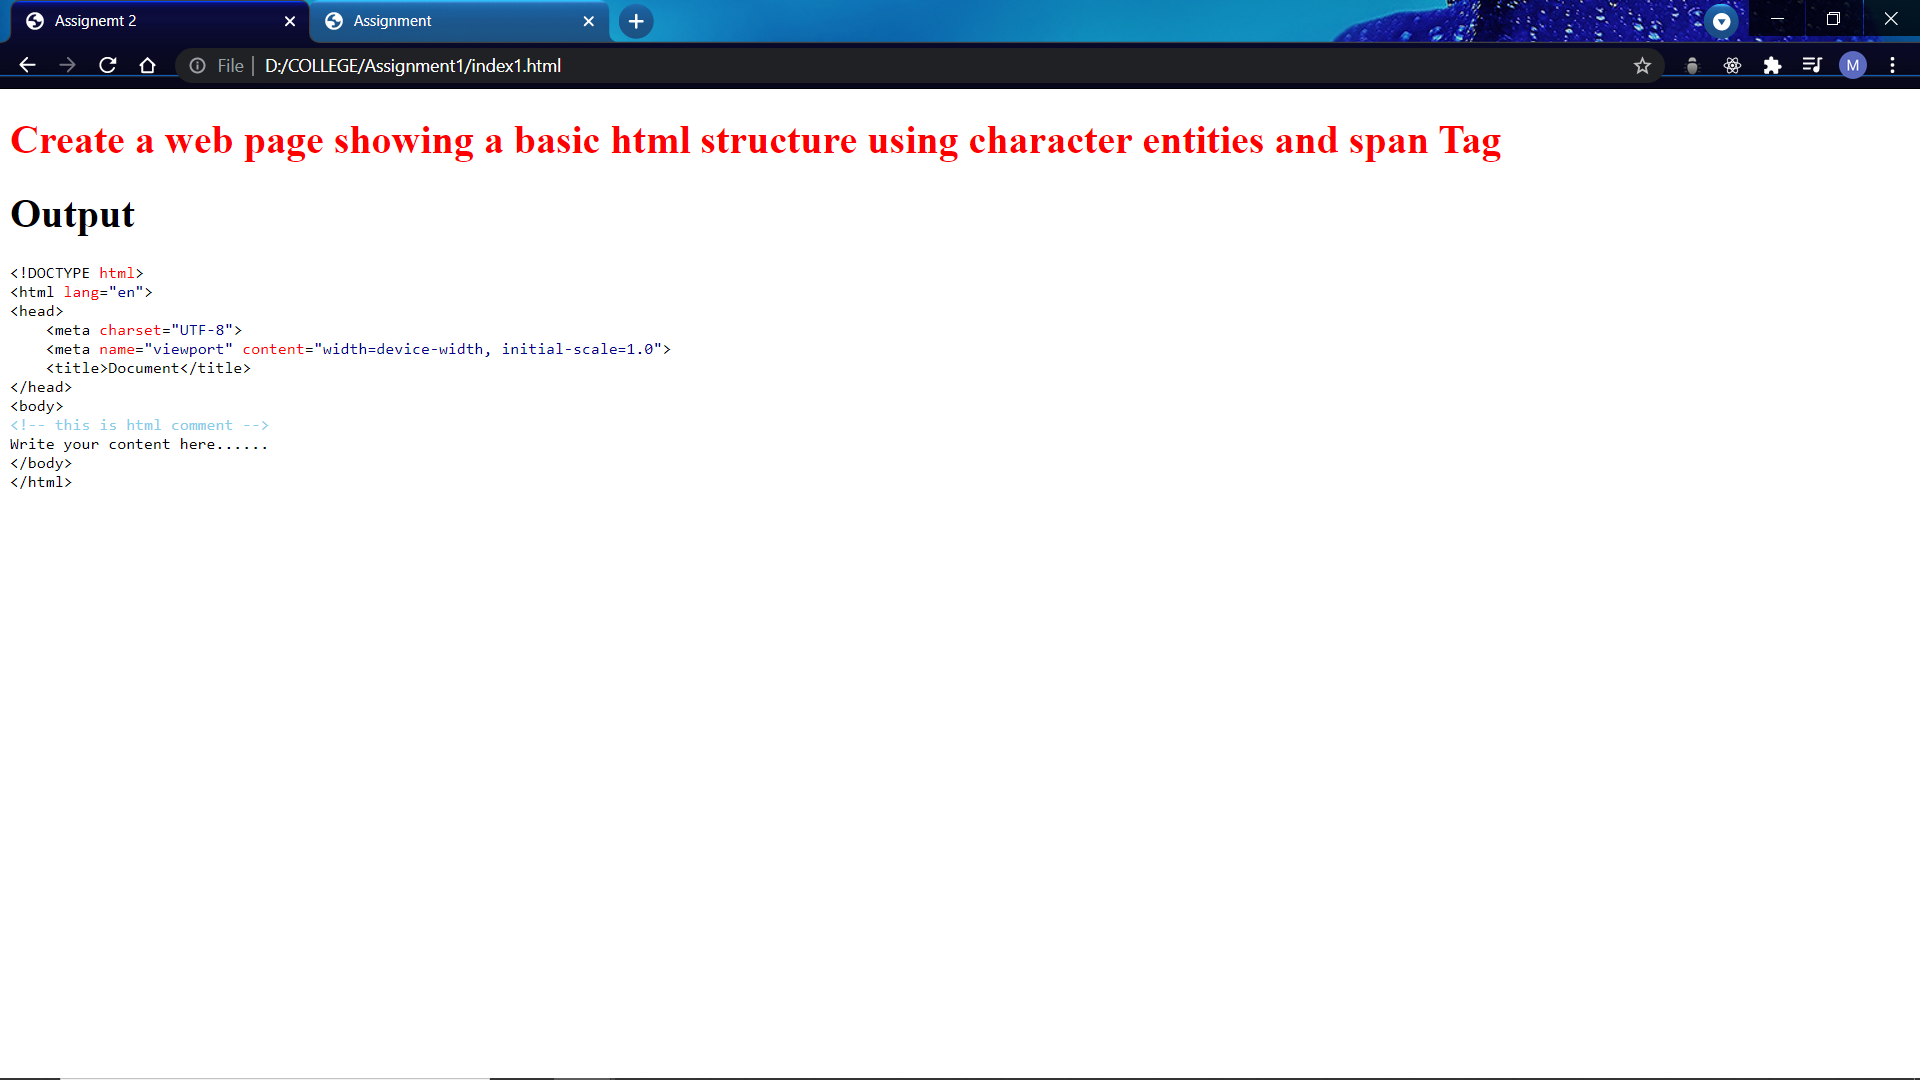 Assignemt 2
Assignment
File | D:/COLLEGE/Assignment1/index1.html
M
Create a web page showing a basic html structure using character entities and span Tag
Output
<!DOCTYPE html>
<html lang="en">
<head>
    <meta charset="UTF-8">
    <meta name="viewport" content="width=device-width, initial-scale=1.0">
    <title>Document</title>
</head>
<body>
<!-- this is html comment -->
Write your content here......
</body>
</html>